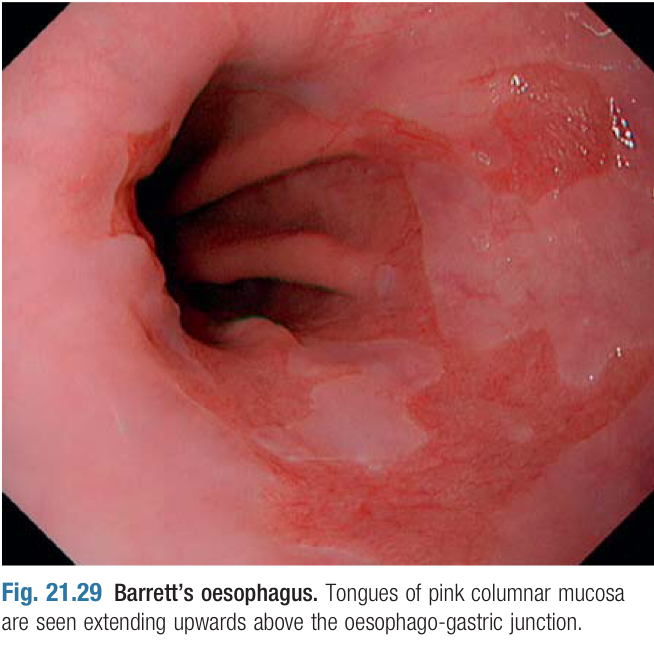 Fig. 21.29 Barrett’s oesophagus. Tongues of pink columnar mucosa
are seen extending upwards above the oesophago-gastric junction.